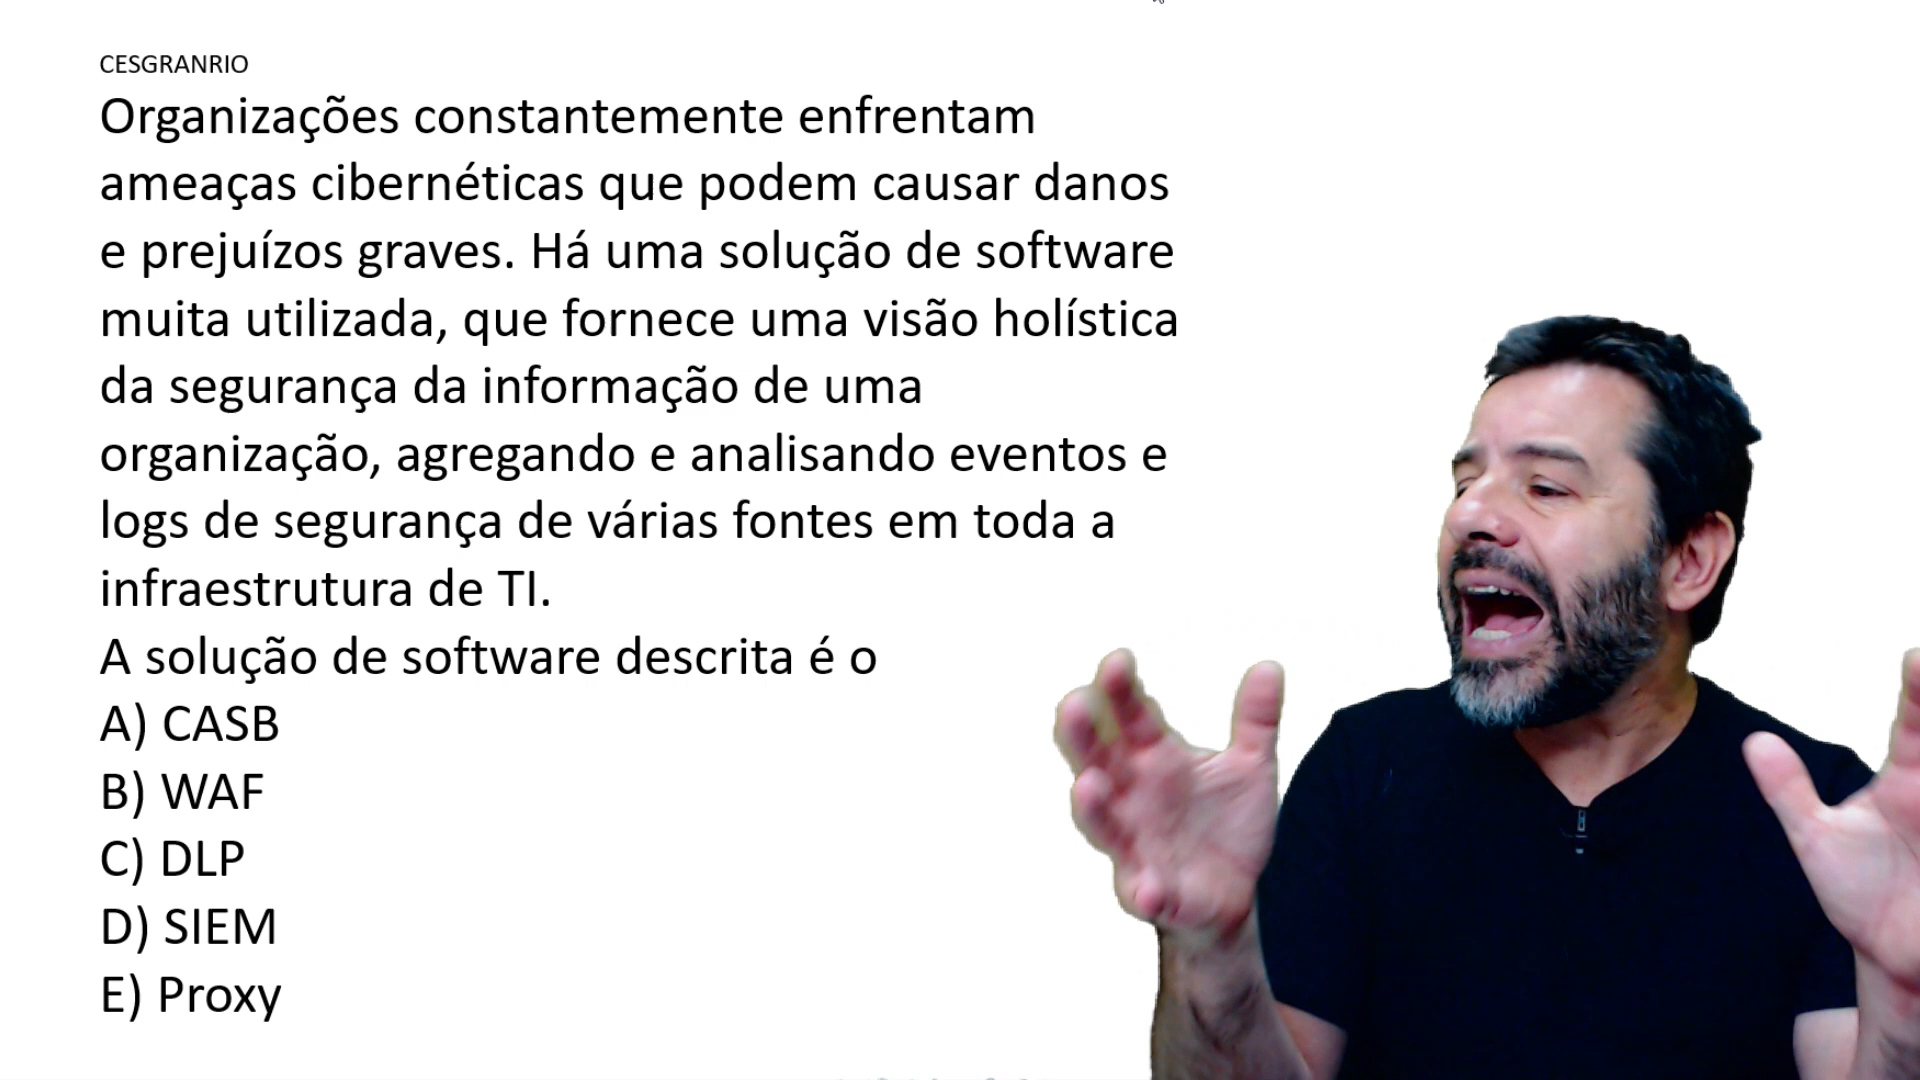 CESGRANRIO
Organizações constantemente enfrentam
ameaças cibernéticas que podem causar danos
e prejuízos graves. Há uma solução de software
muita utilizada, que fornece uma visão holística
da segurança da informação de uma
organização, agregando e analisando eventos e
logs de segurança de várias fontes em toda a
infraestrutura de TI.
A solução de software descrita é o
A) CASB
B) WAF
C) DLP
D) SIEM
E) Proxy